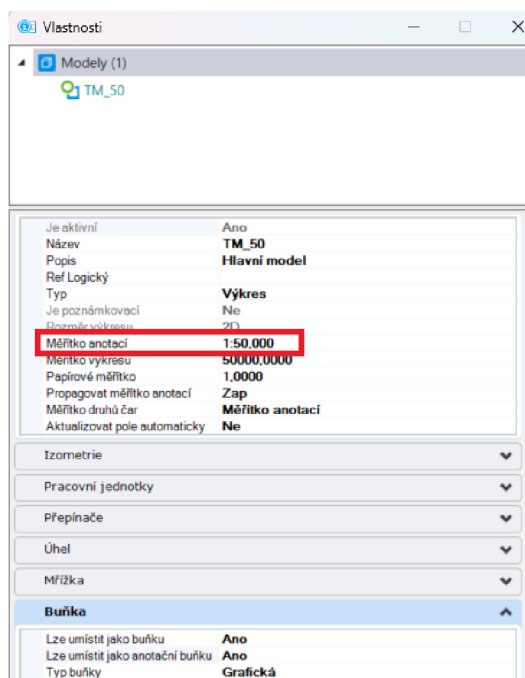 Vlastnosti
Modely (1)
TM_50
Je aktivní Ano
Název TM_50
Popis Hlavní model
Ref Logický
Typ Výkres
Je poznámkovací Ne
Rozměr výkresu 2D
Měřítko anotací 1:50,000
Měřítko výkresu 50000,0000
Papírové měřítko 1,0000
Propagovat měřítko anotací Zap
Měřítko druhů čar Měřítko anotací
Aktualizovat pole automaticky Ne
Izometrie
Pracovní jednotky
Přepínače
Úhel
Mřížka
Buňka
Lze umístit jako buňku Ano
Lze umístit jako anotační buňku Ano
Typ buňky Grafická